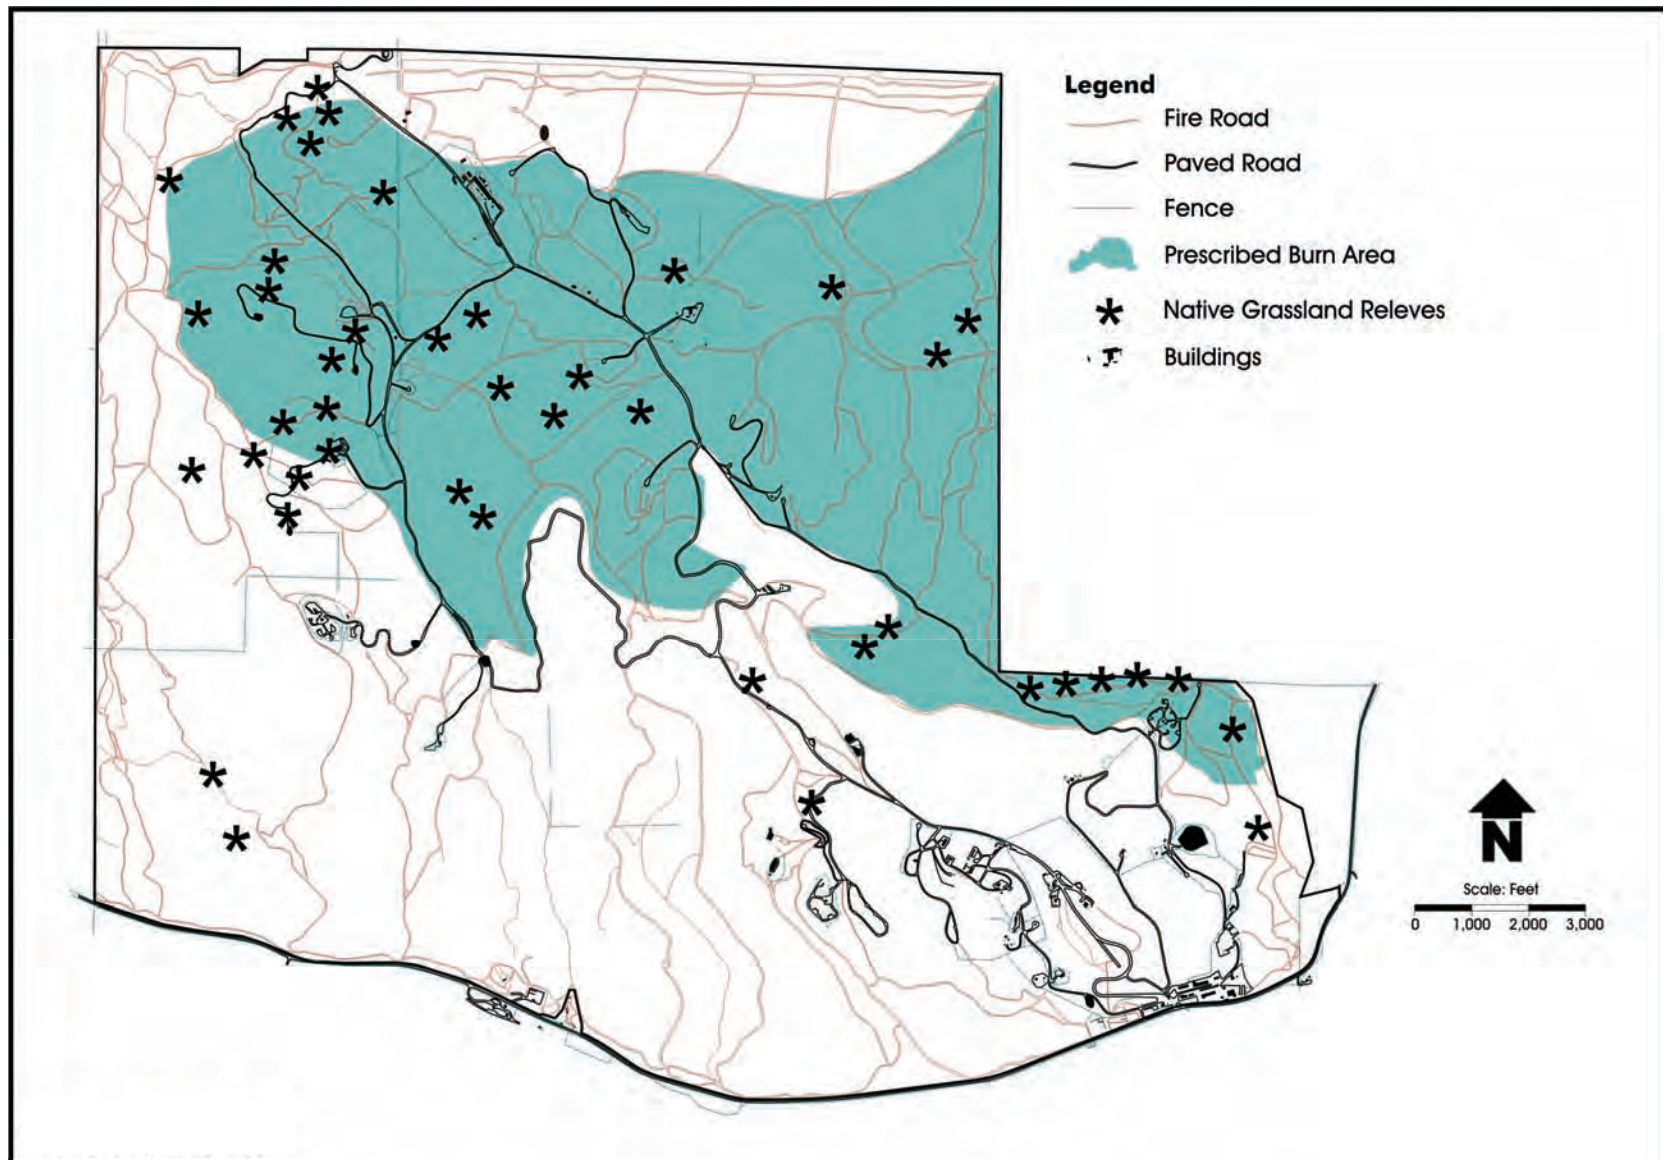 Legend
Fire Road
Paved Road
Fence
Prescribed Burn Area
Native Grassland Releves
Buildings
N
Scale: Feet
0 1,000 2,000 3,000